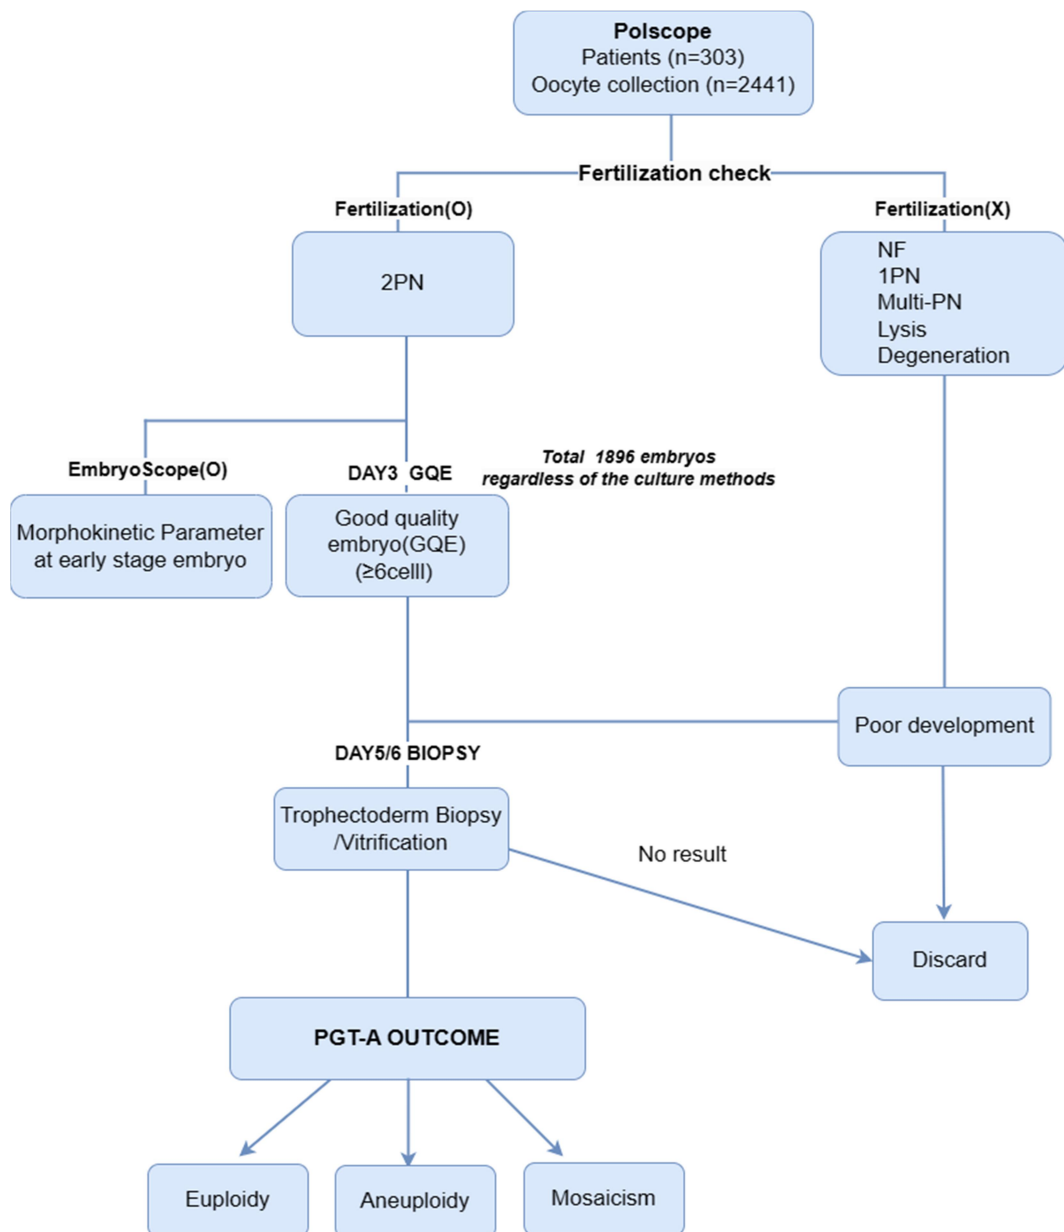 Polscope
Patients (n=303)
Oocyte collection (n=2441)
Fertilization check
Fertilization(O)
Fertilization(X)
2PN
NF
1PN
Multi-PN
Lysis
Degeneration
EmbryoScope(O)
DAY3 GQE
Total 1896 embryos
regardless of the culture methods
Morphokinetic Parameter
at early stage embryo
Good quality
embryo(GQE)
(≥6celll)
Poor development
DAY5/6 BIOPSY
Trophectoderm Biopsy
/Vitrification
No result
Discard
PGT-A OUTCOME
Euploidy
Aneuploidy
Mosaicism